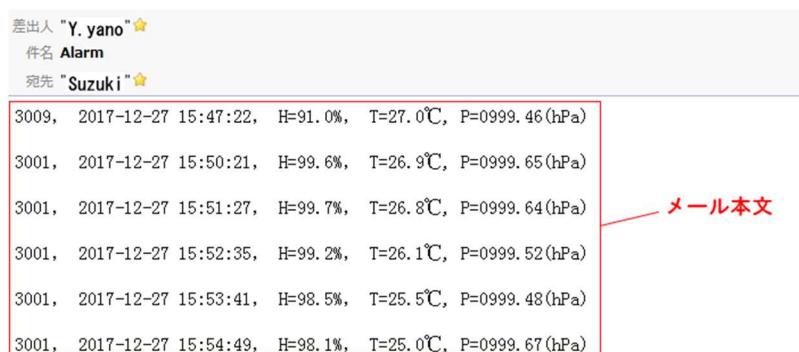 差出人 "Y. yano"
件名 Alarm
宛先 "Suzuki"
3009, 2017-12-27 15:47:22, H=91.0%, T=27.0℃, P=0999.46(hPa)
3001, 2017-12-27 15:50:21, H=99.6%, T=26.9℃, P=0999.65(hPa)
3001, 2017-12-27 15:51:27, H=99.7%, T=26.8℃, P=0999.64(hPa)
メール本文
3001, 2017-12-27 15:52:35, H=99.2%, T=26.1℃, P=0999.52(hPa)
3001, 2017-12-27 15:53:41, H=98.5%, T=25.5℃, P=0999.48(hPa)
3001, 2017-12-27 15:54:49, H=98.1%, T=25.0℃, P=0999.67(hPa)